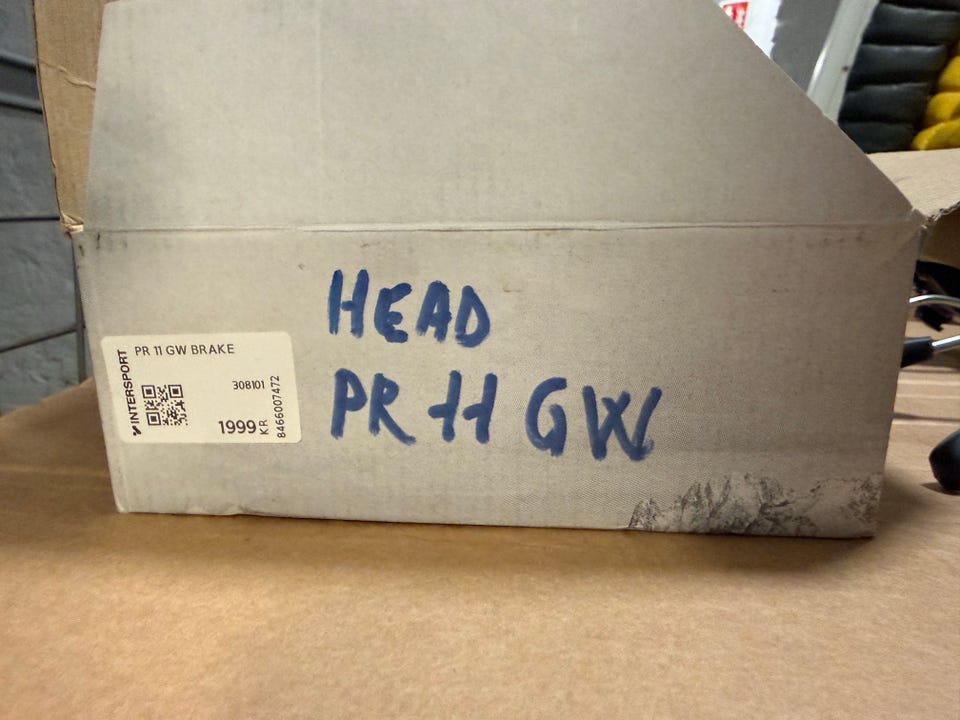 PR 11 GW BRAKE
INTERSPORT
308101
1999 KR
8466007472
HEAD
PR 11 GW